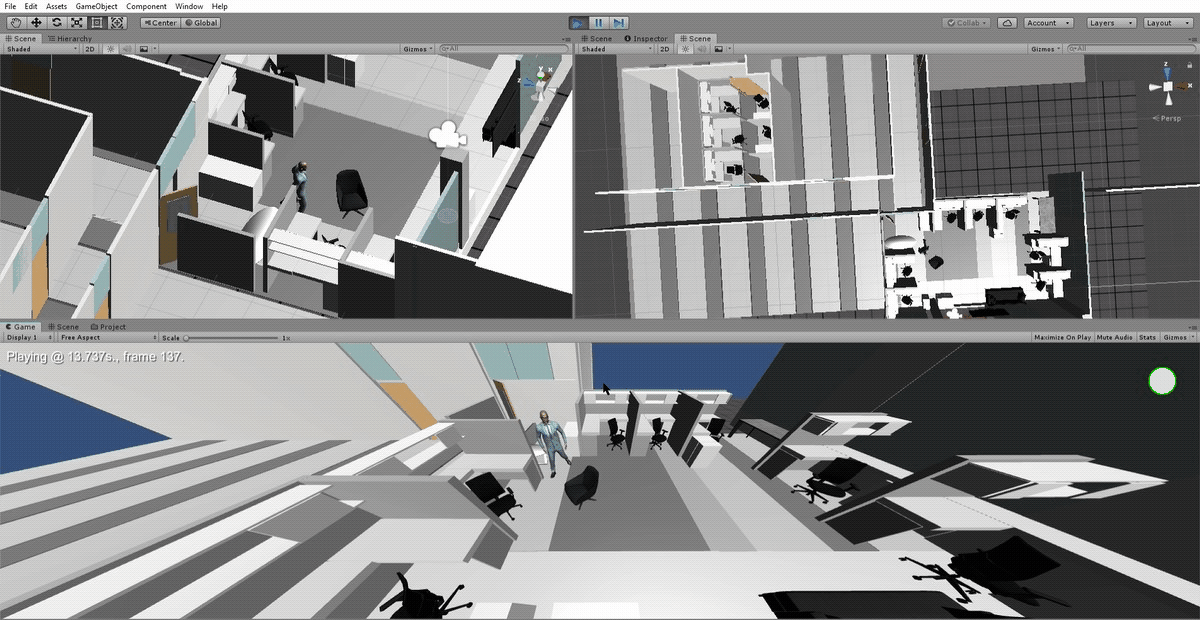 File Edit Assets GameObject Component Window Help
Center Global Collab Account Layers Layout
Scene Hierarchy
Shaded 2D Gizmos All
Scene Inspector Scene
Shaded 2D Gizmos All
z
x
Persp
Game Scene Project
Display 1 Free Aspect Scale 1x Maximize On Play Mute Audio Stats Gizmos
Playing @ 13.737s., frame 137.